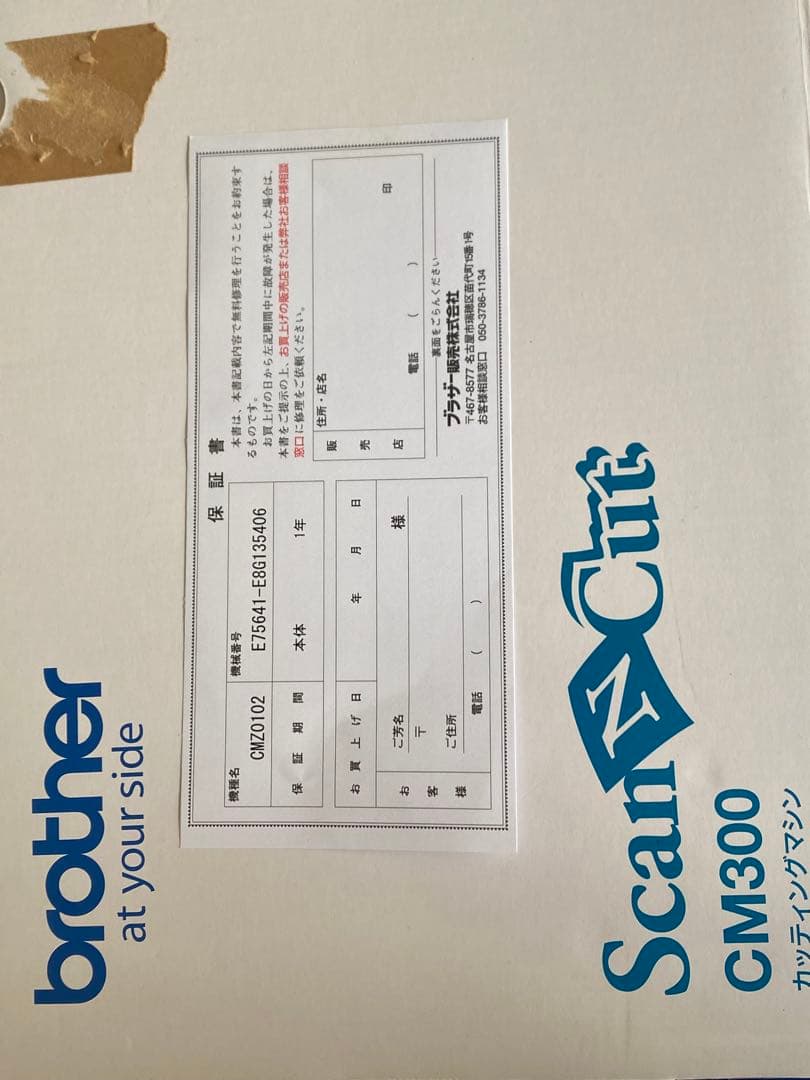 brother
at your side
保証書
機種名
CMZ0102
機械番号
E75641-E8G135406
保証期間
本体 1年
お買上げ日
年 月 日
お客様
ご芳名
様
〒
ご住所
電話 ( )
本書は、本書記載内容で無料修理を行うことをお約束す
るものです。
お買上げの日から左記期間中に故障が発生した場合は、
本書をご提示の上、お買上げの販売店または弊社お客様相談
窓口に修理をご依頼ください。
販売店
住所・店名
印
電話 ( )
裏面をごらんください
ブラザー販売株式会社
〒467-8577 名古屋市瑞穂区苗代町15番1号
お客様相談窓口 050-3786-1134
ScanNCut
CM300
カッティングマシン